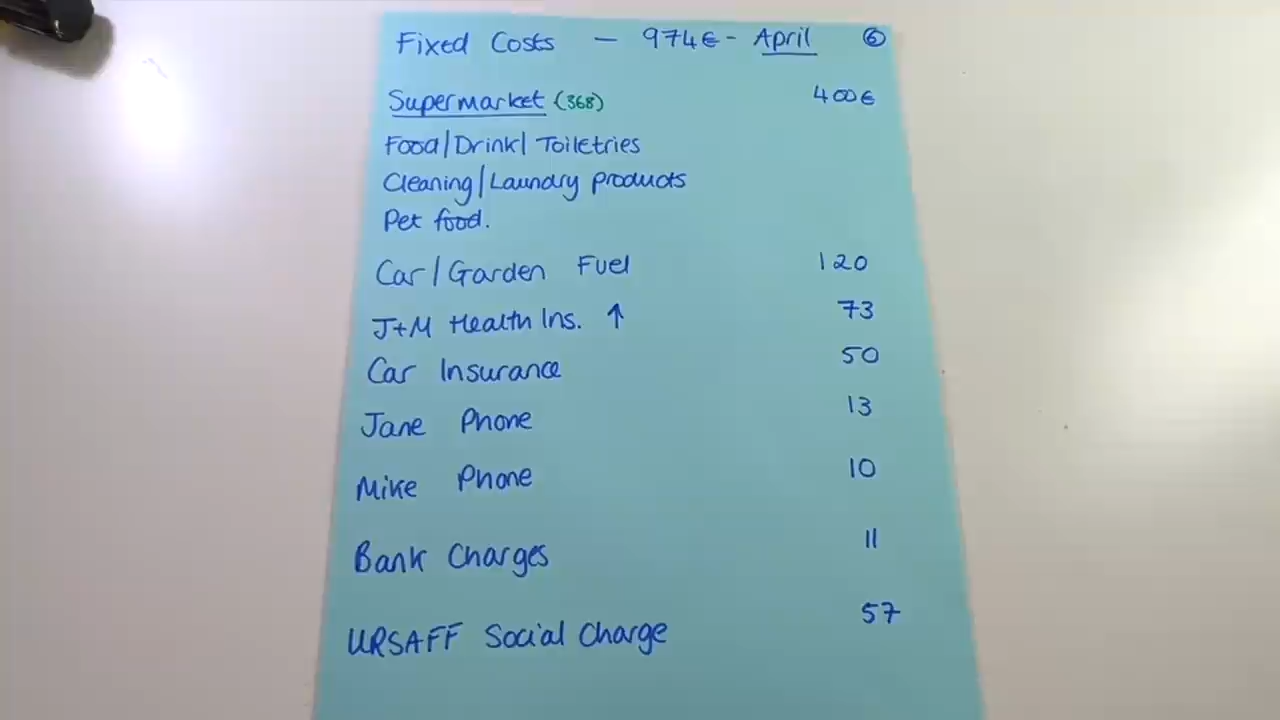 Fixed Costs - 974€ - April 6
Supermarket (368) 400€
Food/Drink/Toiletries
Cleaning/Laundry products
Pet food.
Car/Garden Fuel 120
J+M Health Ins. ↑ 73
Car Insurance 50
Jane Phone 13
Mike Phone 10
Bank Charges 11
URSAFF Social Charge 57